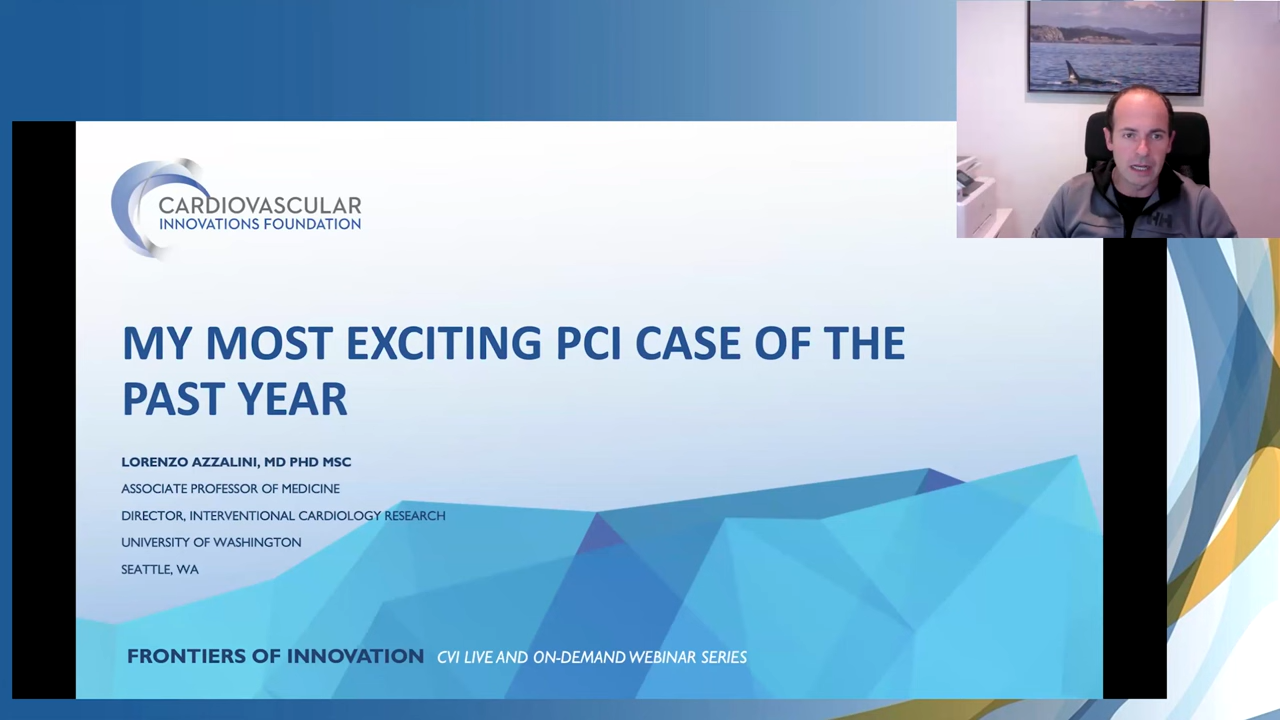 CARDIOVASCULAR
INNOVATIONS FOUNDATION
MY MOST EXCITING PCI CASE OF THE
PAST YEAR
LORENZO AZZALINI, MD PHD MSC
ASSOCIATE PROFESSOR OF MEDICINE
DIRECTOR, INTERVENTIONAL CARDIOLOGY RESEARCH
UNIVERSITY OF WASHINGTON
SEATTLE, WA
FRONTIERS OF INNOVATION CVI LIVE AND ON-DEMAND WEBINAR SERIES
HH